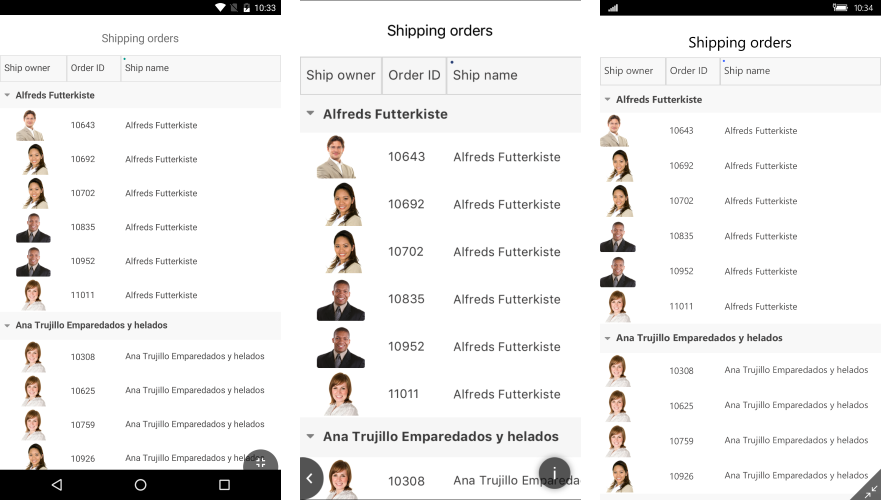 10:33
Shipping orders
Ship owner Order ID Ship name
Alfreds Futterkiste
10643 Alfreds Futterkiste
10692 Alfreds Futterkiste
10702 Alfreds Futterkiste
10835 Alfreds Futterkiste
10952 Alfreds Futterkiste
11011 Alfreds Futterkiste
Ana Trujillo Emparedados y helados
10308 Ana Trujillo Emparedados y helados
10625 Ana Trujillo Emparedados y helados
10759 Ana Trujillo Emparedados y helados
10926 Ana Trujillo Emparedados y helados
Shipping orders
Ship owner Order ID Ship name
Alfreds Futterkiste
10643 Alfreds Futterkiste
10692 Alfreds Futterkiste
10702 Alfreds Futterkiste
10835 Alfreds Futterkiste
10952 Alfreds Futterkiste
11011 Alfreds Futterkiste
Ana Trujillo Emparedados y helados
10308 Ana Trujillo Empareda
10:34
Shipping orders
Ship owner Order ID Ship name
Alfreds Futterkiste
10643 Alfreds Futterkiste
10692 Alfreds Futterkiste
10702 Alfreds Futterkiste
10835 Alfreds Futterkiste
10952 Alfreds Futterkiste
11011 Alfreds Futterkiste
Ana Trujillo Emparedados y helados
10308 Ana Trujillo Emparedados y helados
10625 Ana Trujillo Emparedados y helados
10759 Ana Trujillo Emparedados y helados
10926 Ana Trujillo Emparedados y helados